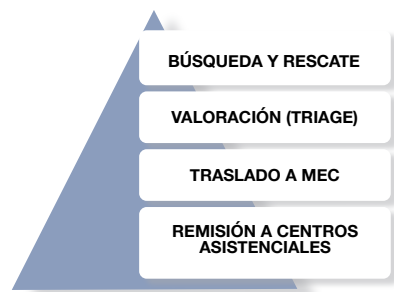 BÚSQUEDA Y RESCATE
VALORACIÓN (TRIAGE)
TRASLADO A MEC
REMISIÓN A CENTROS
ASISTENCIALES